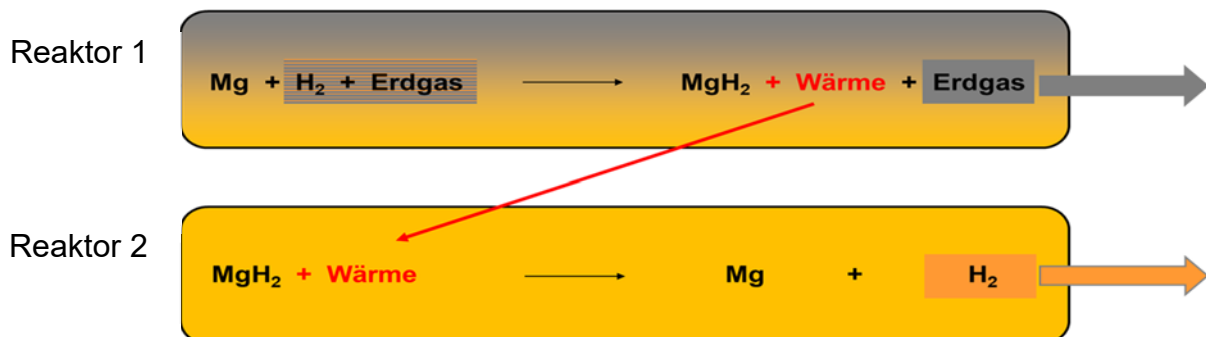 Reaktor 1
Mg + H₂ + Erdgas → MgH₂ + Wärme + Erdgas
Reaktor 2
MgH₂ + Wärme → Mg + H₂